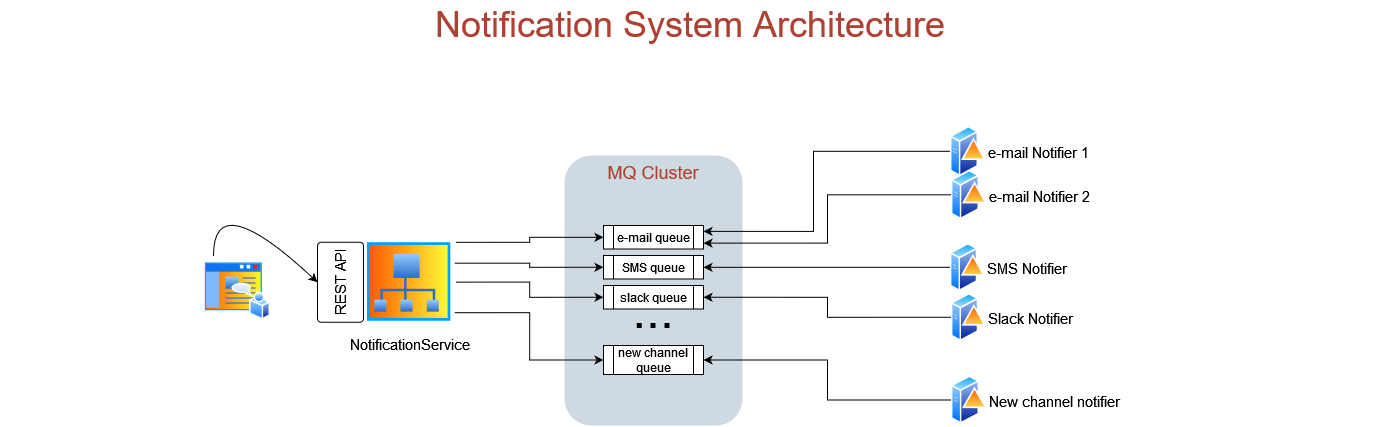 Notification System Architecture
MQ Cluster
e-mail Notifier 1
e-mail Notifier 2
REST API
e-mail queue
SMS queue
SMS Notifier
slack queue
Slack Notifier
...
NotificationService
new channel
queue
New channel notifier